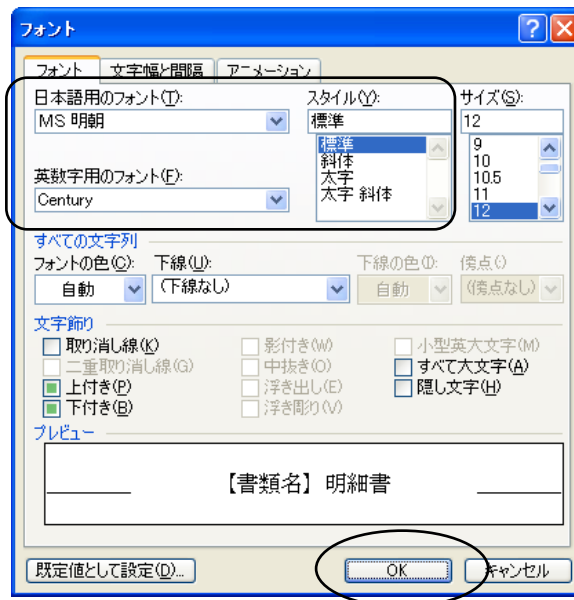 フォント
フォント 文字幅と間隔 アニメーション
日本語用のフォント(T): スタイル(Y): サイズ(S):
MS 明朝 標準 12
標準 9
斜体 10
太字 10.5
太字 斜体 11
12
英数字用のフォント(F):
Century
すべての文字列
フォントの色(C): 下線(U): 下線の色(I): 傍点(:)
自動 (下線なし) 自動 (傍点なし)
文字飾り
取り消し線(K) 影付き(W) 小型英大文字(M)
二重取り消し線(G) 中抜き(O) すべて大文字(A)
上付き(P) 浮き出し(E) 隠し文字(H)
下付き(B) 浮き彫り(V)
プレビュー
【書類名】明細書
既定値として設定(D)... OK キャンセル